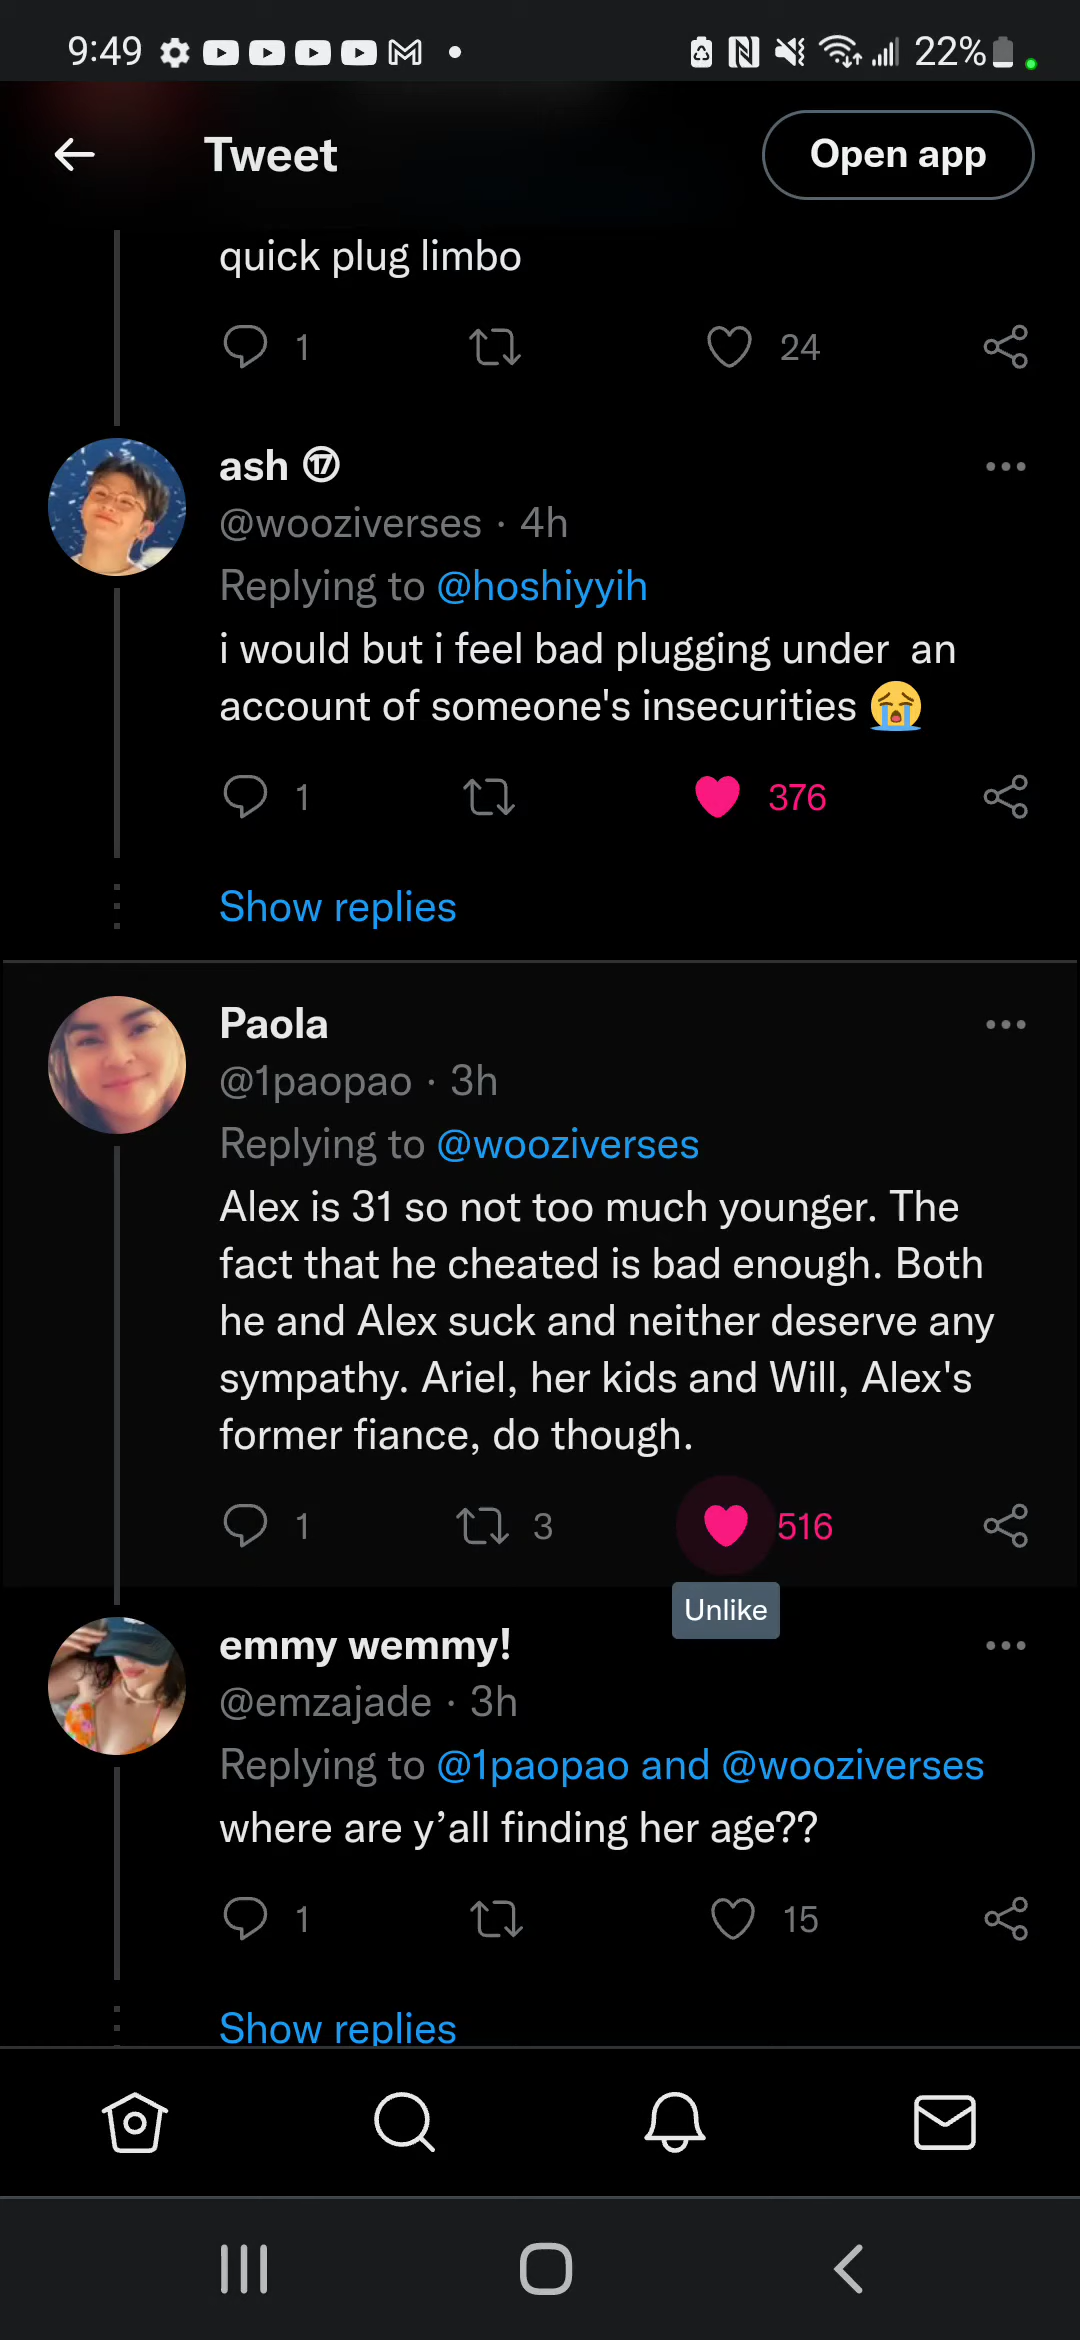 9:49 22%
Tweet Open app
quick plug limbo
1 24
ash ⑰
@wooziverses · 4h
Replying to @hoshiyyih
i would but i feel bad plugging under  an
account of someone's insecurities 😭
1 376
Show replies
Paola
@1paopao · 3h
Replying to @wooziverses
Alex is 31 so not too much younger. The
fact that he cheated is bad enough. Both
he and Alex suck and neither deserve any
sympathy. Ariel, her kids and Will, Alex's
former fiance, do though.
1 3 516
Unlike
emmy wemmy!
@emzajade · 3h
Replying to @1paopao and @wooziverses
where are y’all finding her age??
1 15
Show replies